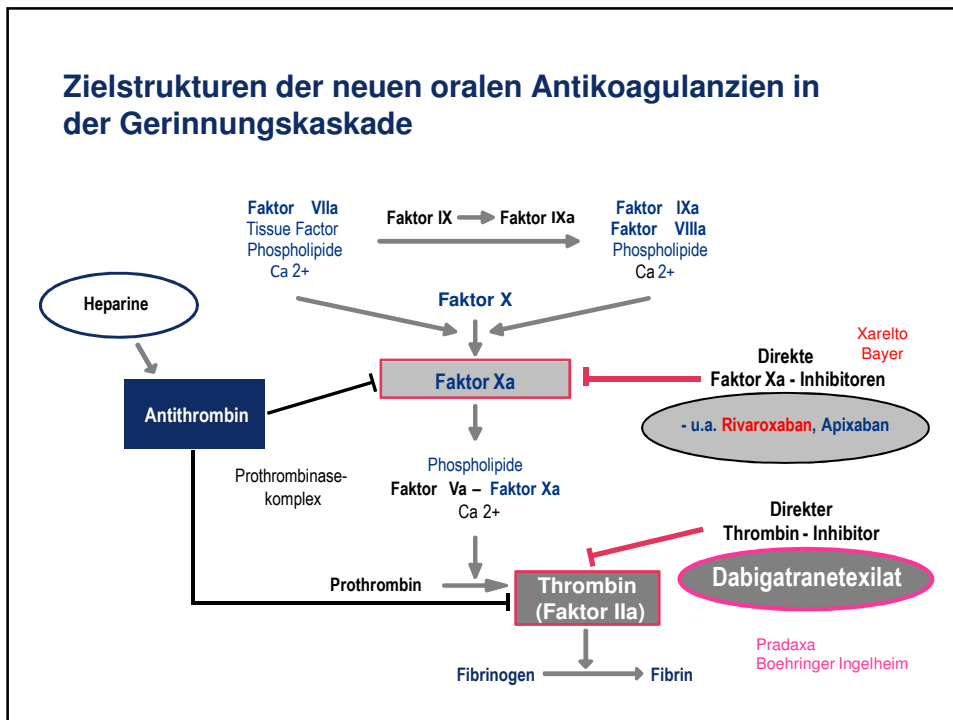 Zielstrukturen der neuen oralen Antikoagulanzien in
der Gerinnungskaskade
Faktor VIIa
Tissue Factor
Phospholipide
Ca 2+
Faktor IX
Faktor IXa
Faktor IXa
Faktor VIIIa
Phospholipide
Ca 2+
Heparine
Faktor X
Xarelto
Bayer
Direkte
Faktor Xa - Inhibitoren
Faktor Xa
Antithrombin
- u.a. Rivaroxaban, Apixaban
Prothrombinase-
komplex
Phospholipide
Faktor Va – Faktor Xa
Ca 2+
Direkter
Thrombin - Inhibitor
Dabigatranetexilat
Prothrombin
Thrombin
(Faktor IIa)
Pradaxa
Boehringer Ingelheim
Fibrinogen
Fibrin